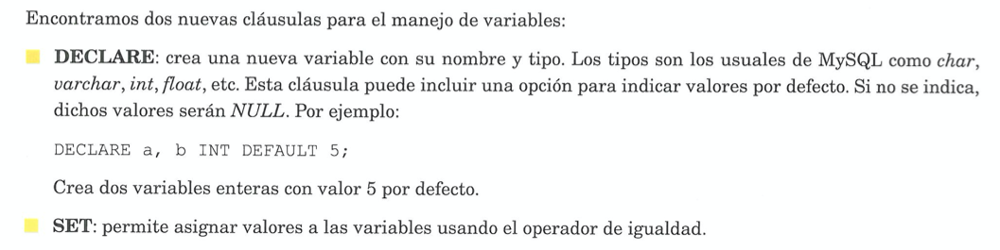 Encontramos dos nuevas cláusulas para el manejo de variables:
DECLARE: crea una nueva variable con su nombre y tipo. Los tipos son los usuales de MySQL como char,
varchar, int, float, etc. Esta cláusula puede incluir una opción para indicar valores por defecto. Si no se indica,
dichos valores serán NULL. Por ejemplo:
DECLARE a, b INT DEFAULT 5;
Crea dos variables enteras con valor 5 por defecto.
SET: permite asignar valores a las variables usando el operador de igualdad.